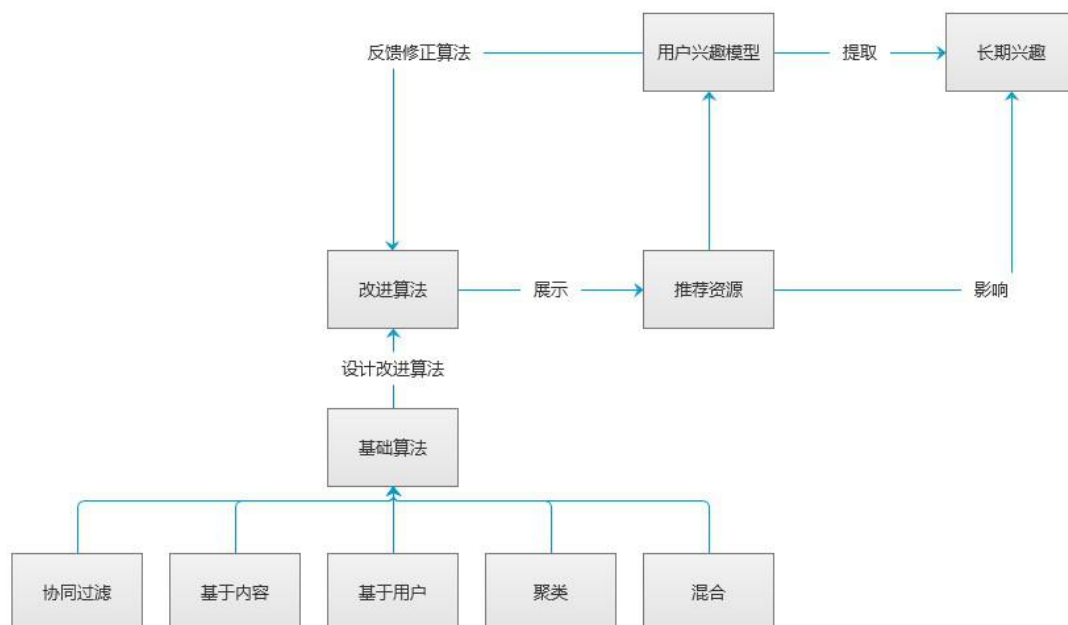 反馈修正算法
用户兴趣模型
提取
长期兴趣
改进算法
展示
推荐资源
影响
设计改进算法
基础算法
协同过滤
基于内容
基于用户
聚类
混合